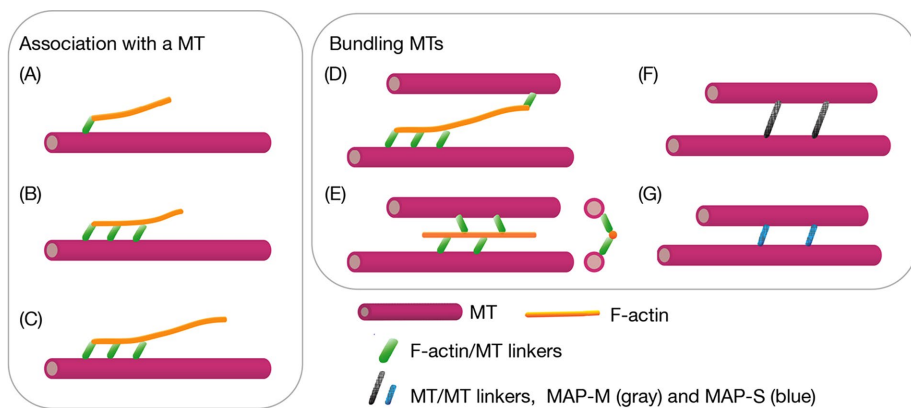 Association with a MT
(A)
(B)
(C)
Bundling MTs
(D)
(F)
(E)
(G)
MT
F-actin
F-actin/MT linkers
MT/MT linkers, MAP-M (gray) and MAP-S (blue)